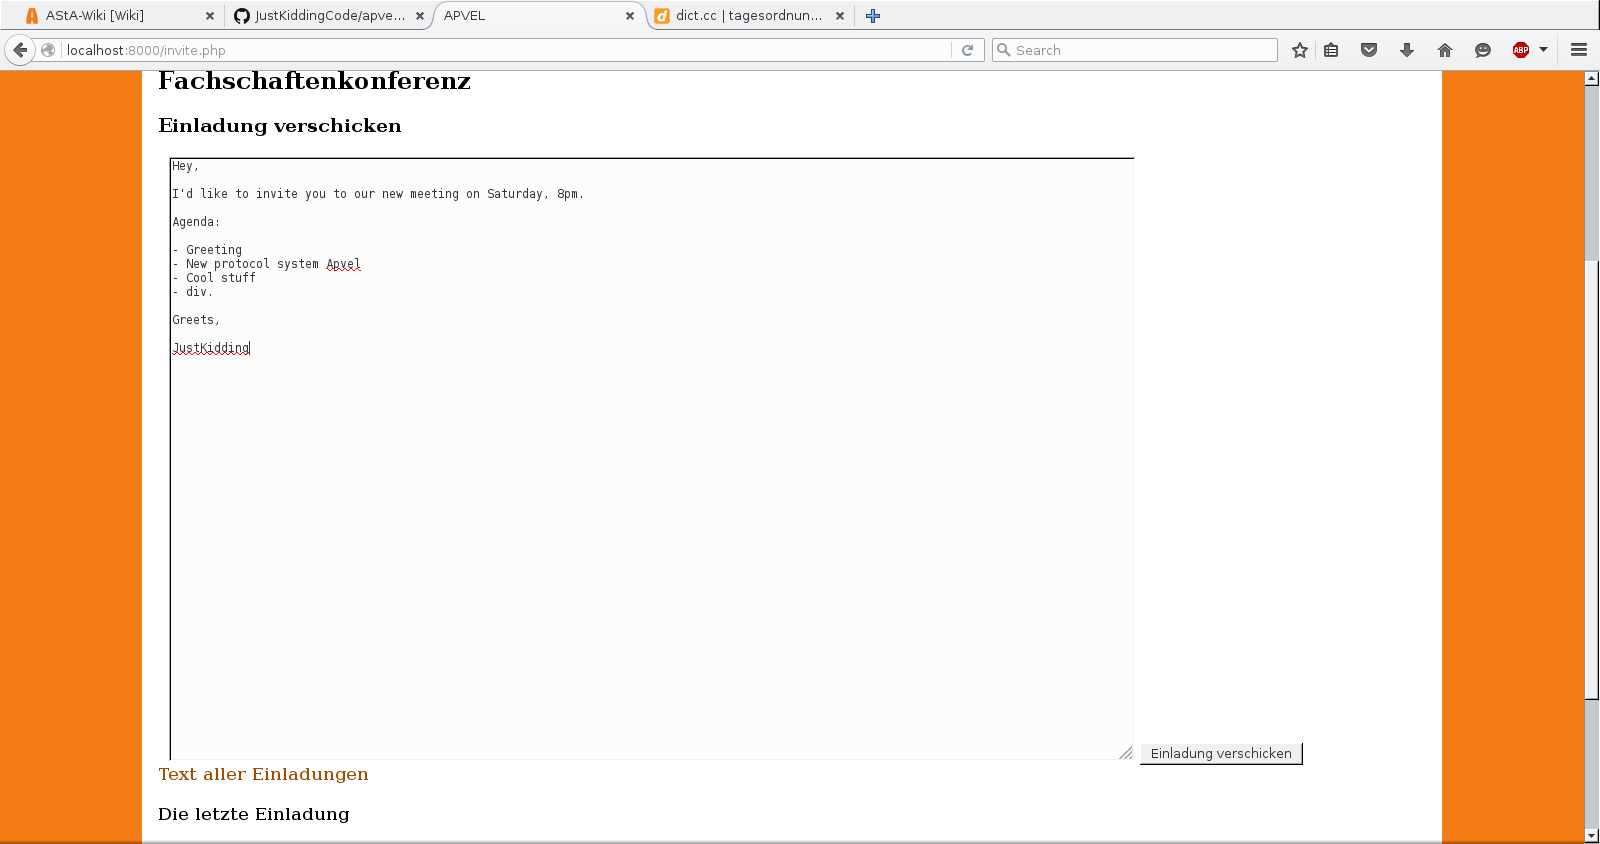 AStA-Wiki [Wiki]
JustKiddingCode/apve...
APVEL
dict.cc | tagesordnun...
localhost:8000/invite.php
Search
ABP
Fachschaftenkonferenz
Einladung verschicken
Hey,
I'd like to invite you to our new meeting on Saturday, 8pm.
Agenda:
- Greeting
- New protocol system Apvel
- Cool stuff
- div.
Greets,
JustKidding
Einladung verschicken
Text aller Einladungen
Die letzte Einladung